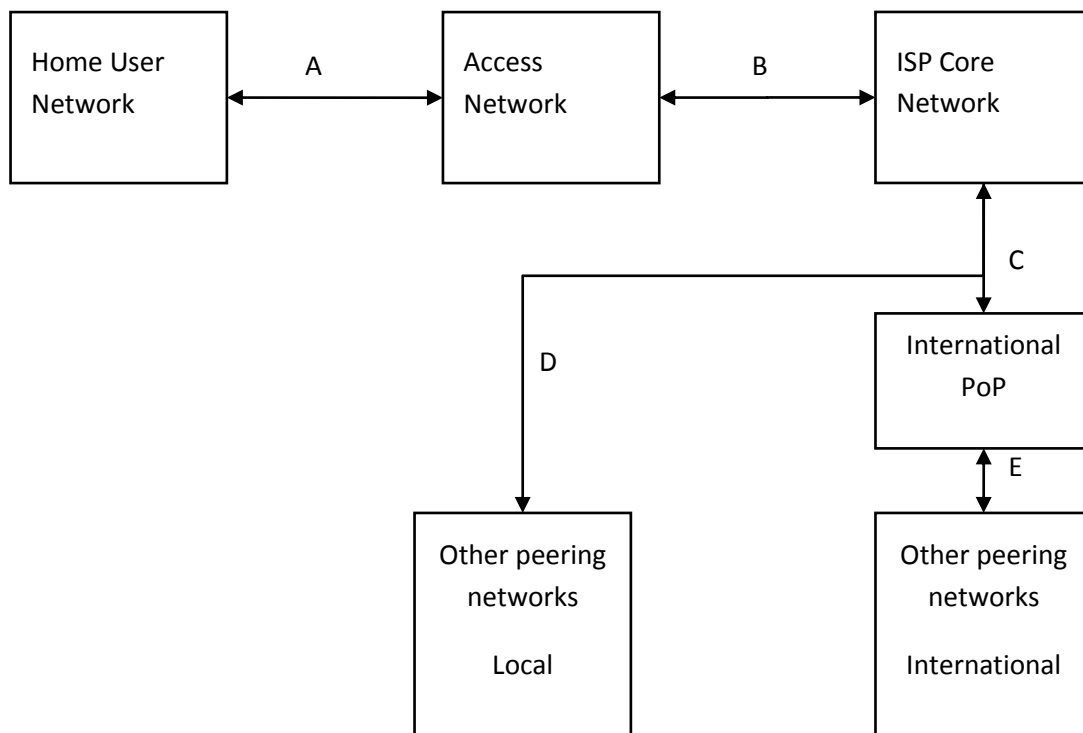 Home User
Network
A
Access
Network
B
ISP Core
Network
C
D
International
PoP
E
Other peering
networks
Local
Other peering
networks
International